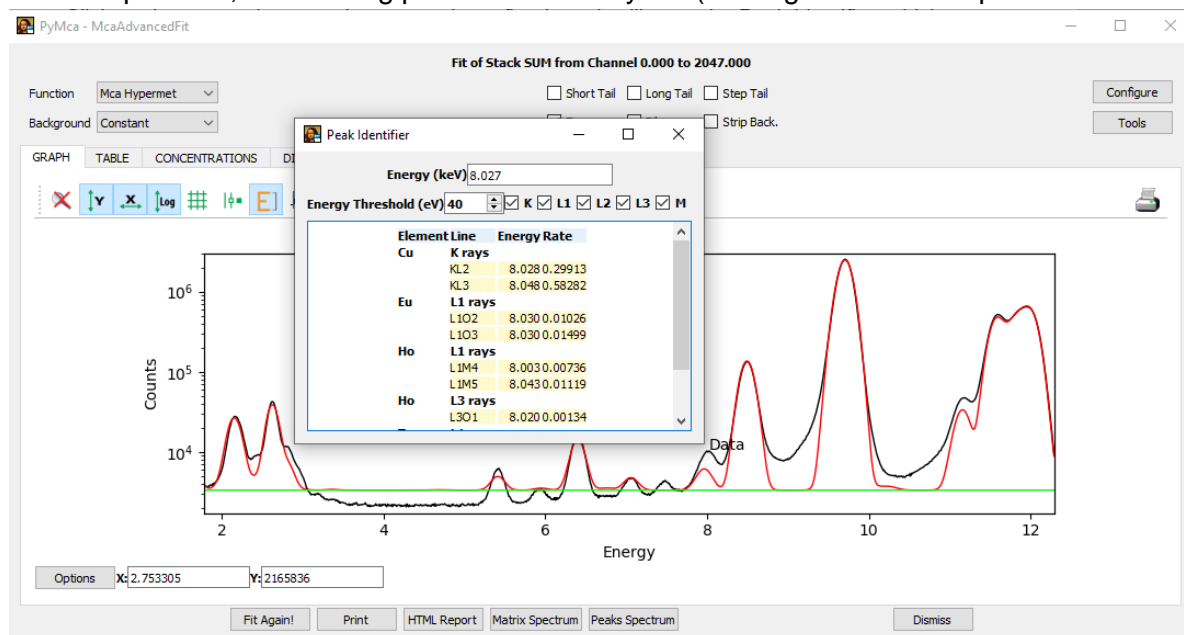 PyMca - McaAdvancedFit
Fit of Stack SUM from Channel 0.000 to 2047.000
Function Mca Hypermet Short Tail Long Tail Step Tail Configure
Background Constant Strip Back. Tools
GRAPH TABLE CONCENTRATIONS
Peak Identifier
Energy (keV) 8.027
Energy Threshold (eV) 40 K L1 L2 L3 M
Element Line Energy Rate
Cu K rays
KL2 8.028 0.29913
KL3 8.048 0.58282
Eu L1 rays
L1O2 8.030 0.01026
L1O3 8.030 0.01499
Ho L1 rays
L1M4 8.003 0.00736
L1M5 8.043 0.01119
Ho L3 rays
L3O1 8.020 0.00134
Y X Log E
Counts
10⁶
10⁵
10⁴
Data
2 4 6 8 10 12
Energy
Options X: 2.753305 Y: 2165836
Fit Again! Print HTML Report Matrix Spectrum Peaks Spectrum Dismiss